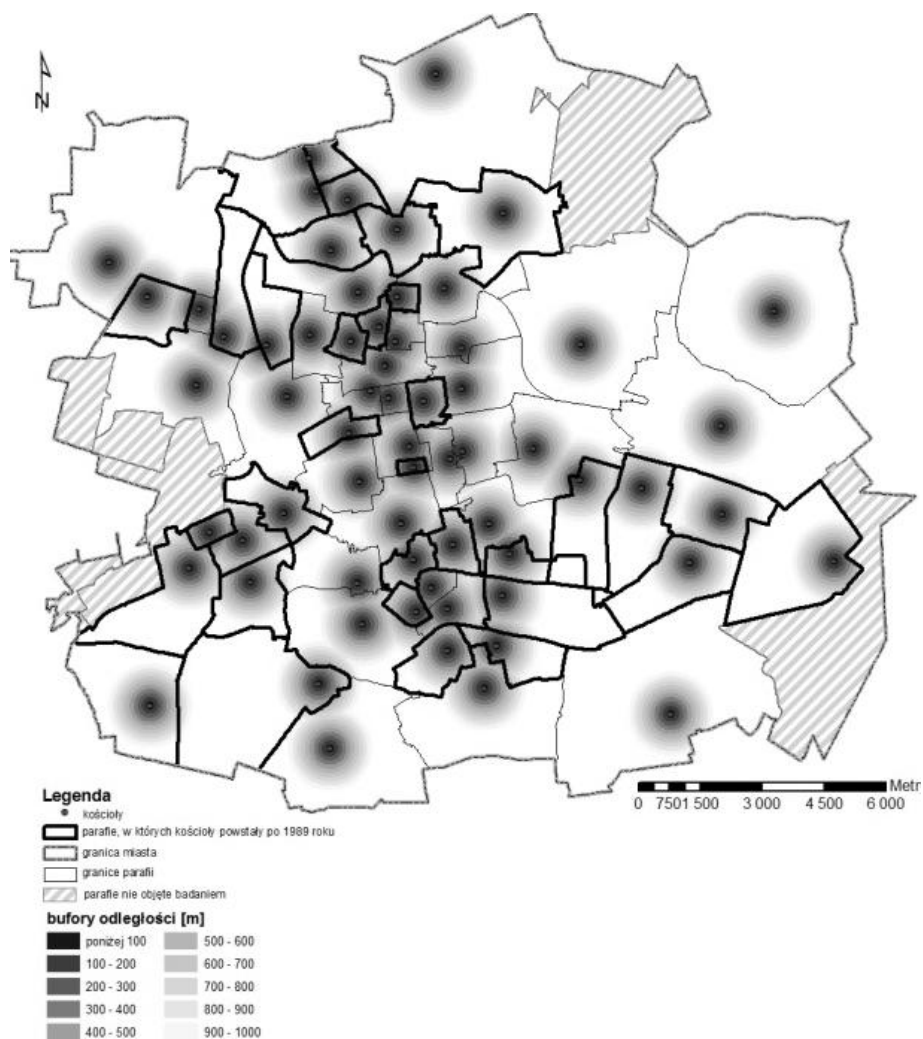 N
Metr
0 7501 500 3 000 4 500 6 000
Legenda
kościoły
parafie, w których kościoły powstały po 1989 roku
granica miasta
granice parafii
parafie nie objęte badaniem
bufory odległości [m]
poniżej 100
100 - 200
200 - 300
300 - 400
400 - 500
500 - 600
600 - 700
700 - 800
800 - 900
900 - 1000